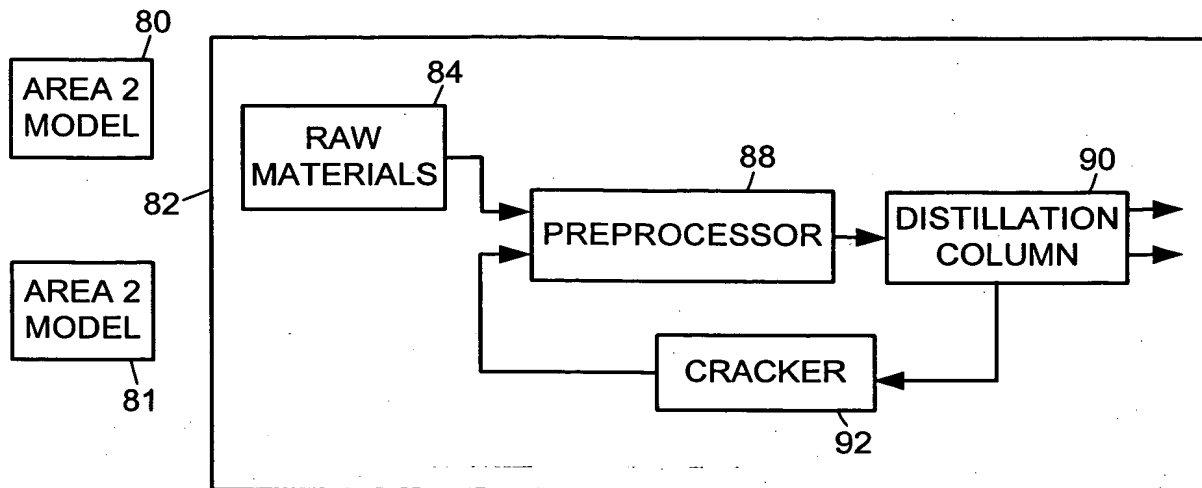 80
AREA 2
MODEL
84
RAW
MATERIALS
82
88
PREPROCESSOR
90
DISTILLATION
COLUMN
AREA 2
MODEL
81
CRACKER
92